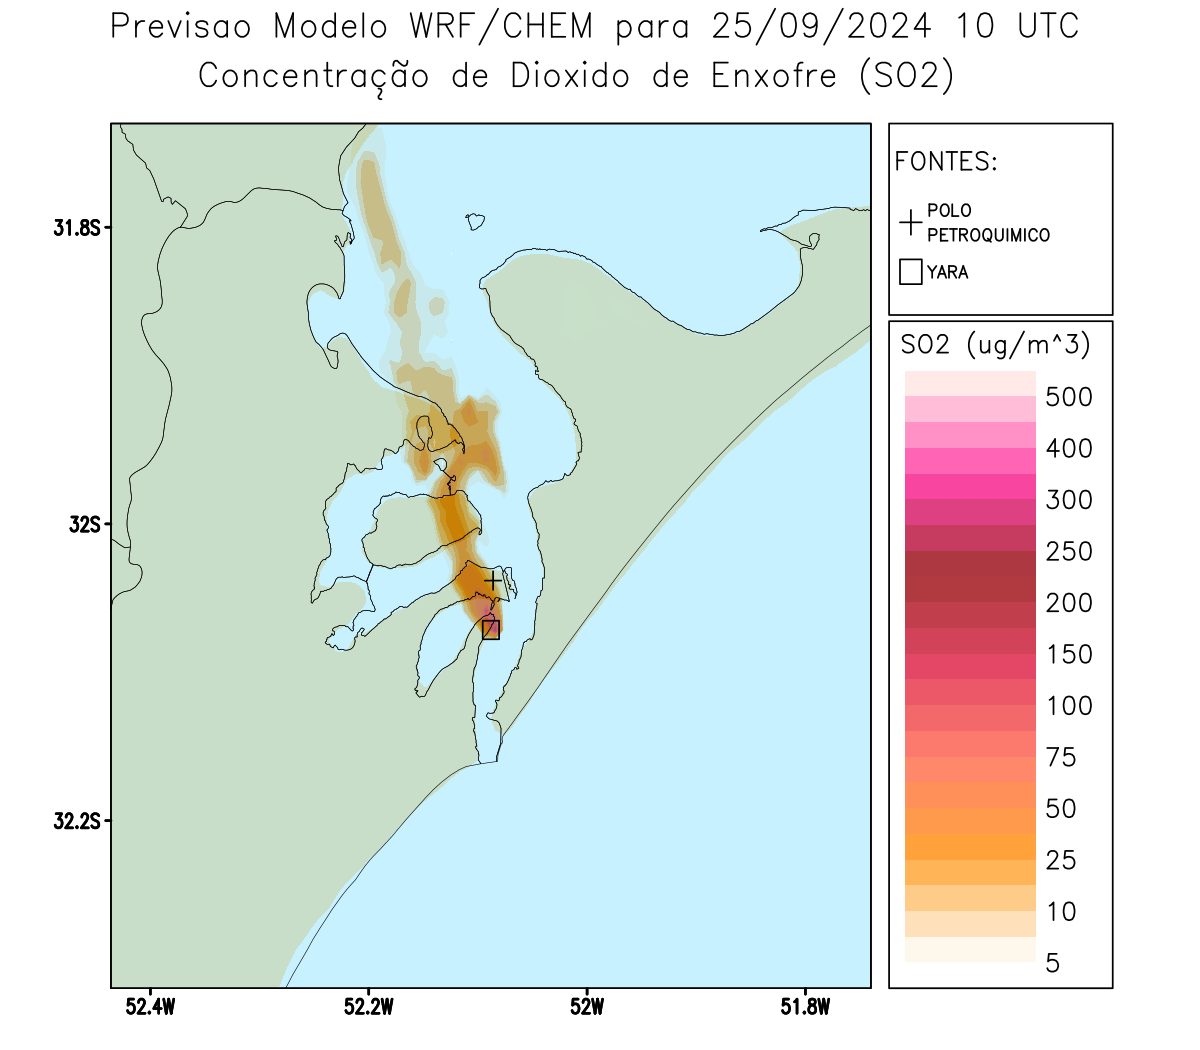 Previsao Modelo WRF/CHEM para 25/09/2024 10 UTC
Concentração de Dioxido de Enxofre (SO2)
FONTES:
POLO
PETROQUIMICO
YARA
SO2 (ug/m^3)
500
400
300
250
200
150
100
75
50
25
10
5
31.8S
32S
32.2S
52.4W
52.2W
52W
51.8W